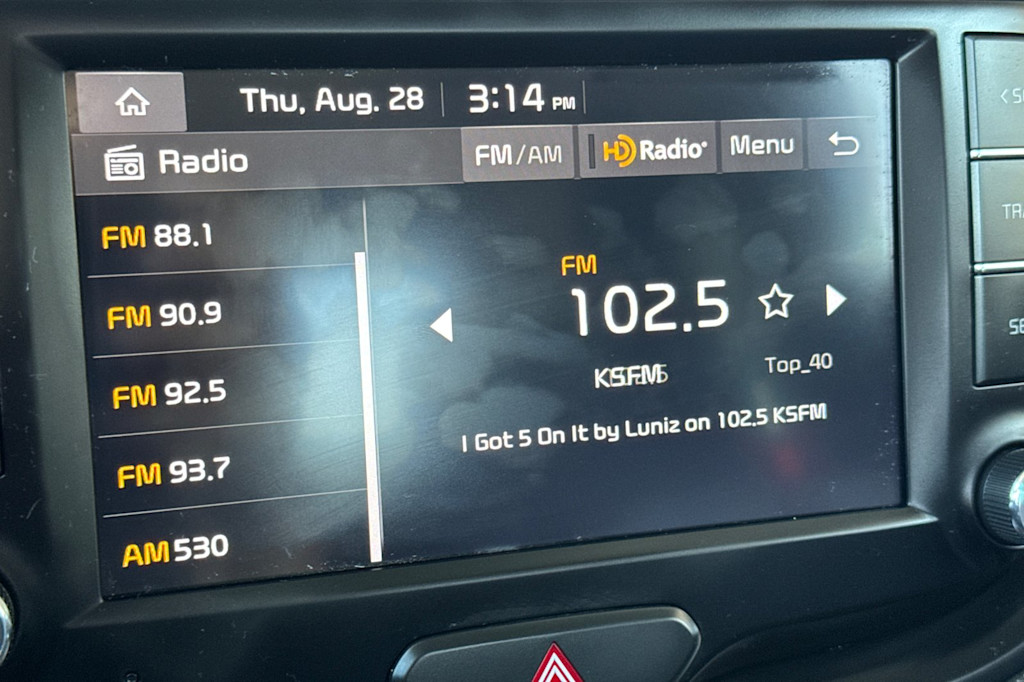 Thu, Aug. 28 3:14 PM
Radio FM/AM HD Radio Menu
FM 88.1
FM 90.9
FM 92.5
FM 93.7
AM 530
FM
102.5
KSFM
Top_40
I Got 5 On It by Luniz on 102.5 KSFM